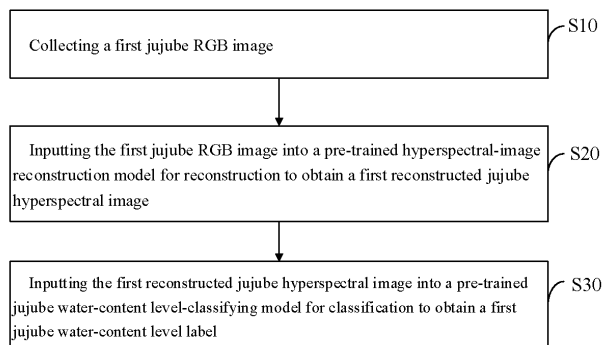 Collecting a first jujube RGB image
S10
Inputting the first jujube RGB image into a pre-trained hyperspectral-image
reconstruction model for reconstruction to obtain a first reconstructed jujube
hyperspectral image
S20
Inputting the first reconstructed jujube hyperspectral image into a pre-trained
jujube water-content level-classifying model for classification to obtain a first
jujube water-content level label
S30